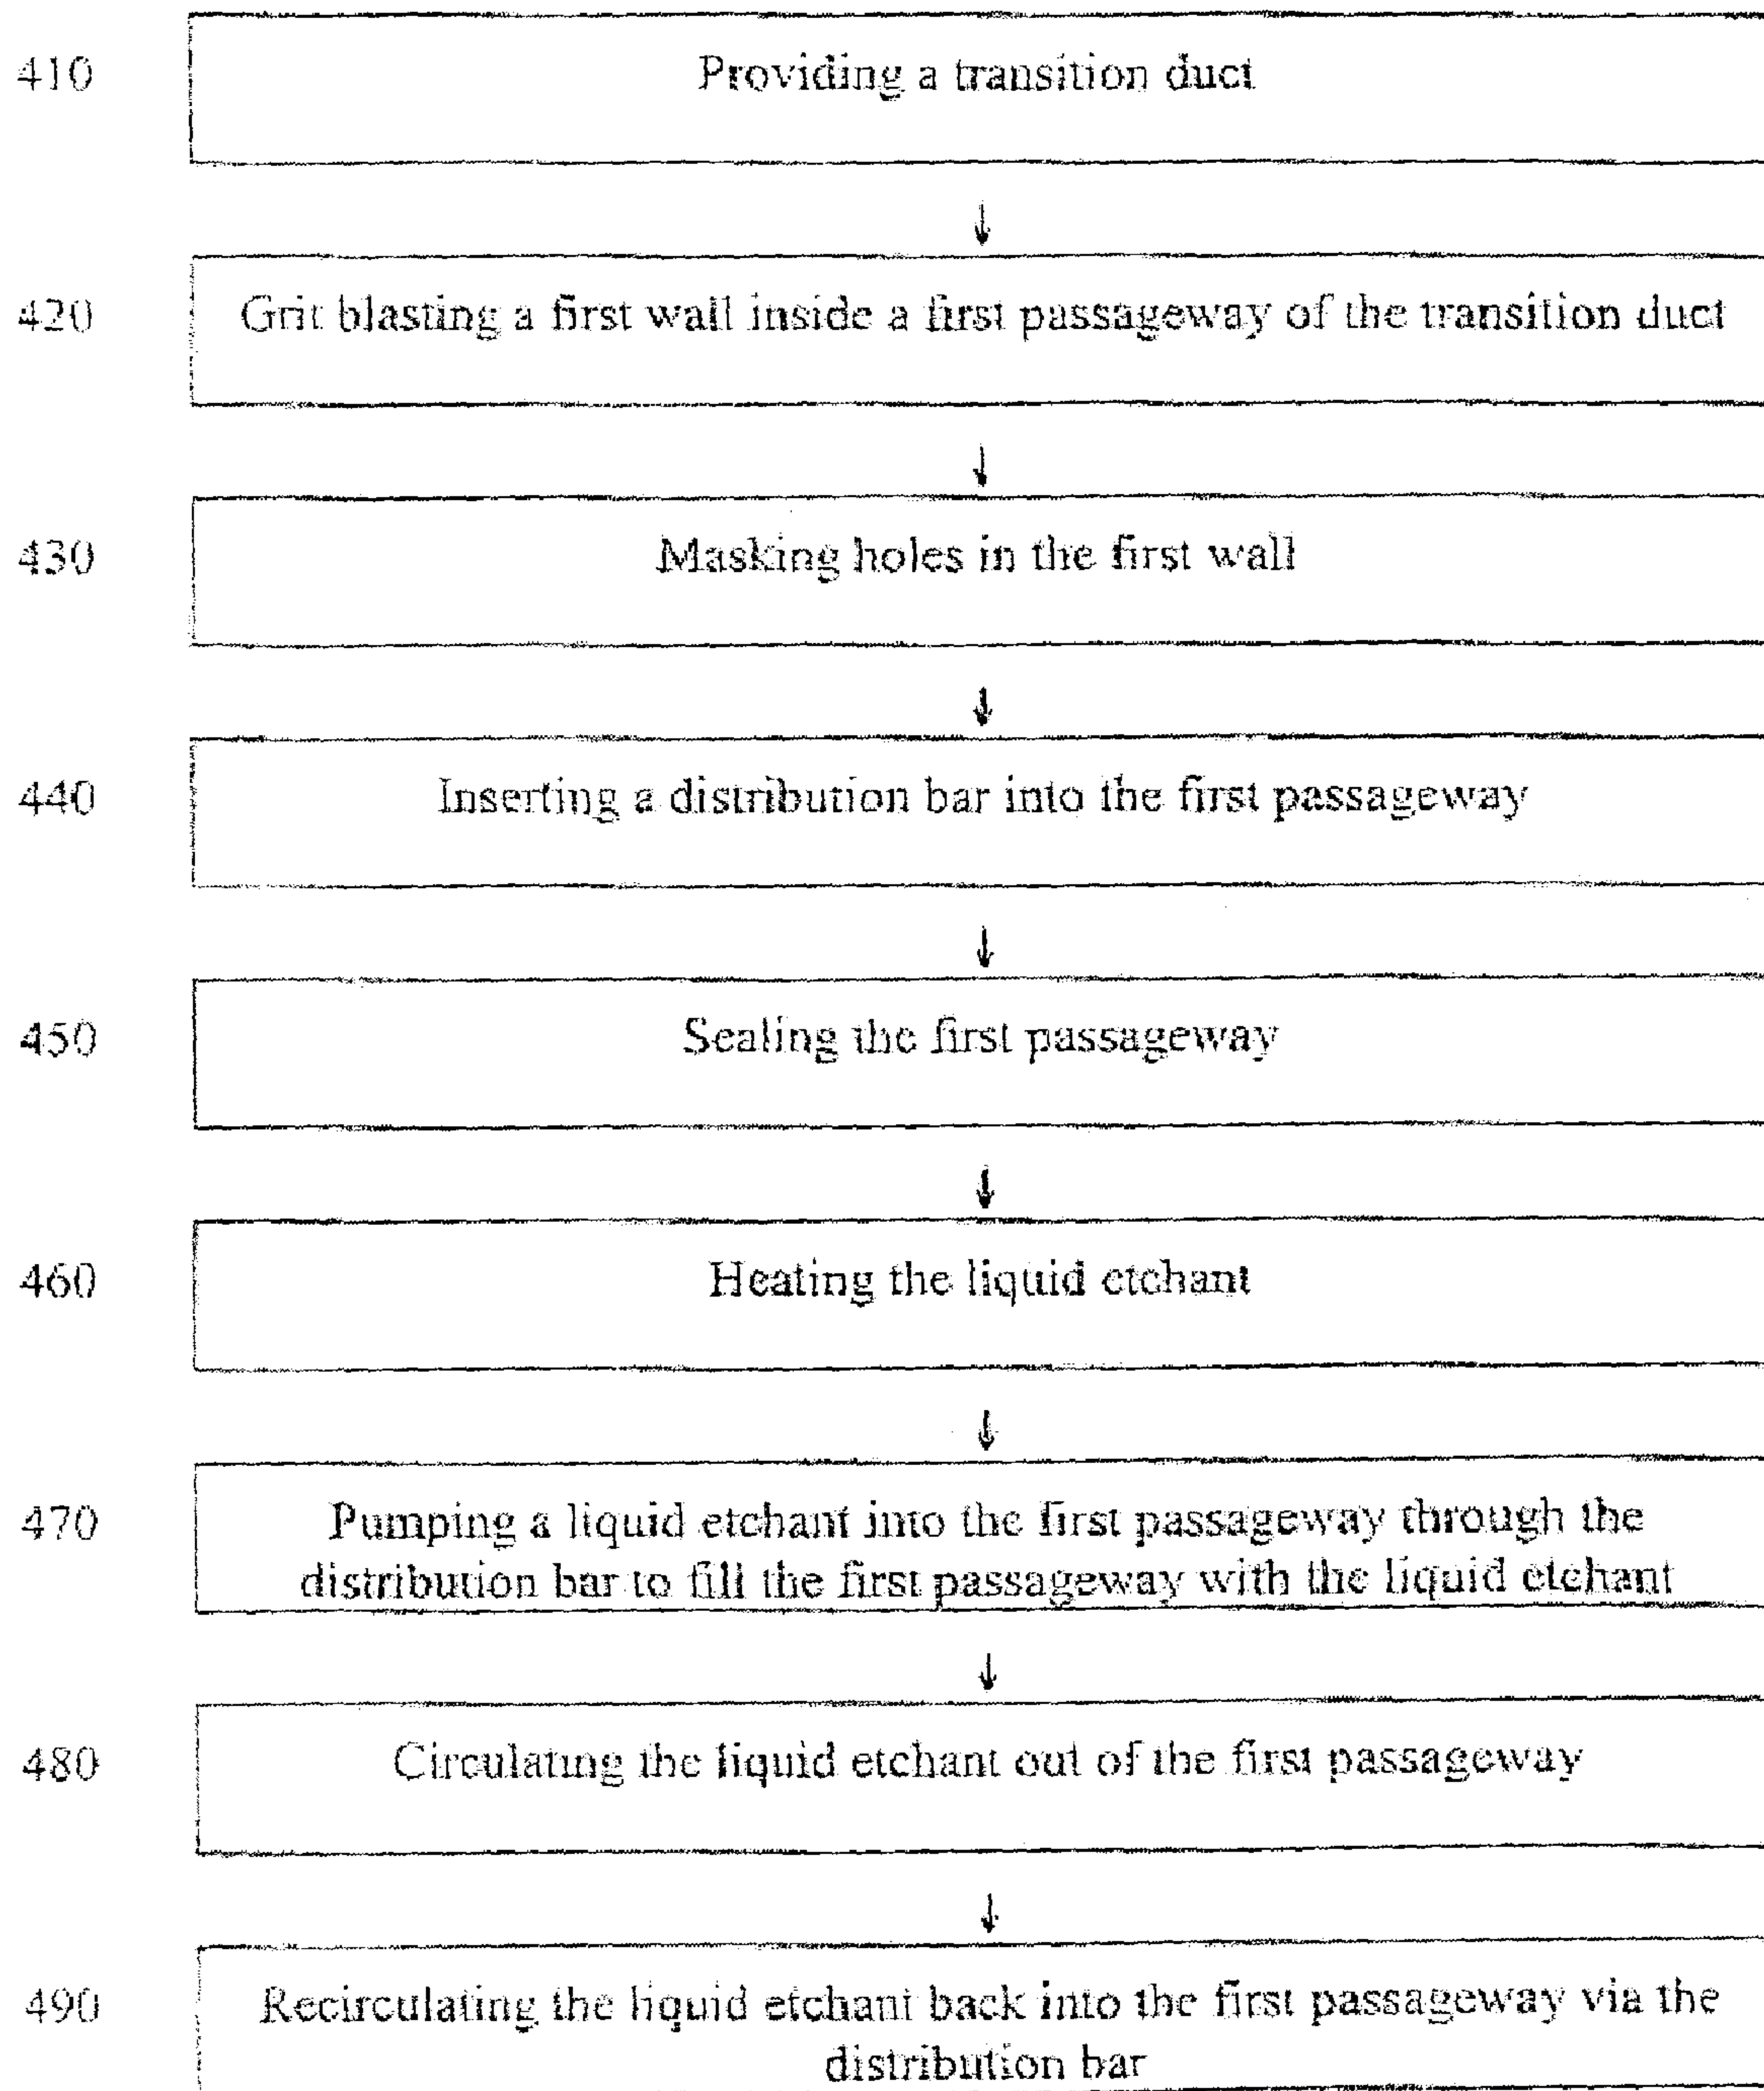 410 Providing a transition duct
420 Grit blasting a first wall inside a first passageway of the transition duct
430 Masking holes in the first wall
440 Inserting a distribution bar into the first passageway
450 Sealing the first passageway
460 Heating the liquid etchant
470 Pumping a liquid etchant into the first passageway through the
distribution bar to fill the first passageway with the liquid etchant
480 Circulating the liquid etchant out of the first passageway
490 Recirculating the liquid etchant back into the first passageway via the
distribution bar